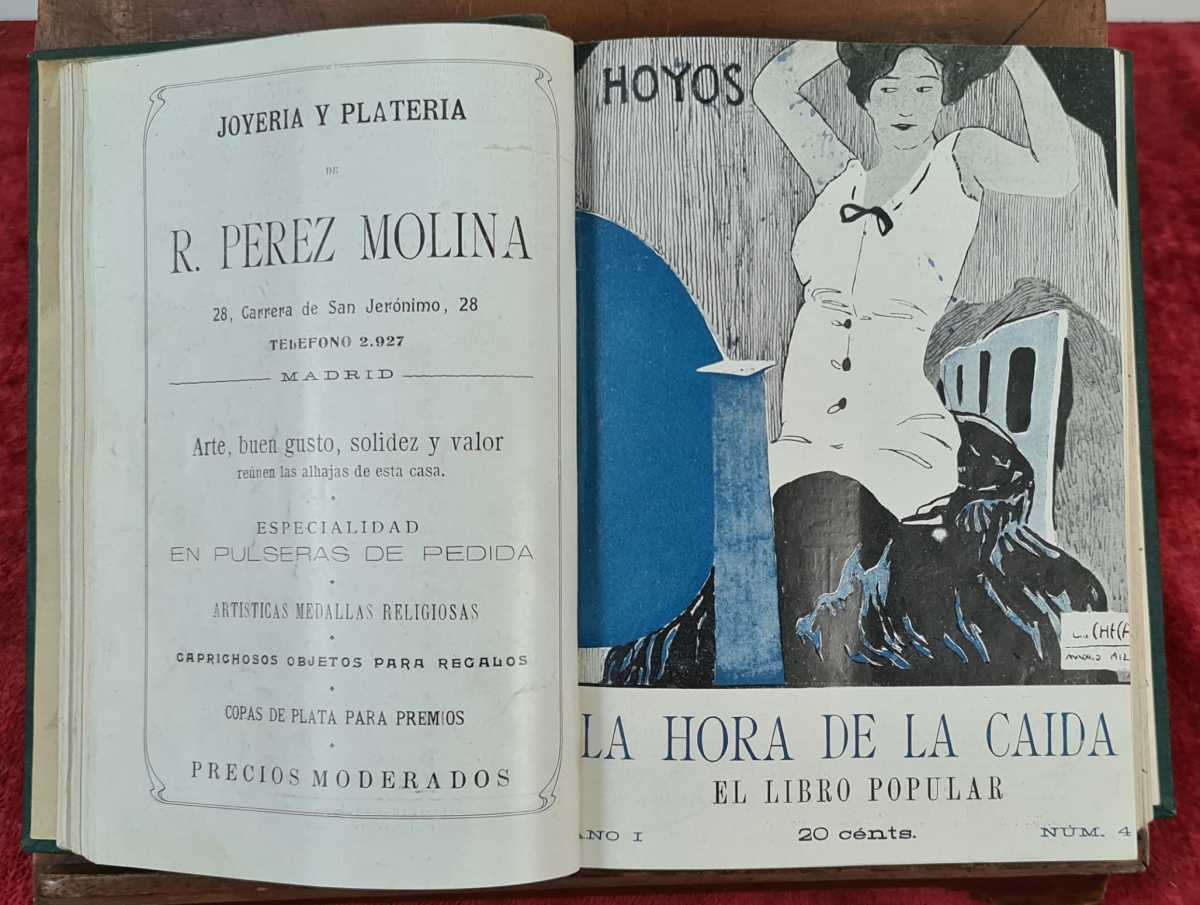 JOYERIA Y PLATERIA
DE
R. PEREZ MOLINA
28, Carrera de San Jerónimo, 28
TELEFONO 2.927
MADRID
Arte, buen gusto, solidez y valor
reúnen las alhajas de esta casa.
ESPECIALIDAD
EN PULSERAS DE PEDIDA
ARTISTICAS MEDALLAS RELIGIOSAS
CAPRICHOSOS OBJETOS PARA REGALOS
COPAS DE PLATA PARA PREMIOS
PRECIOS MODERADOS
HOYOS
LA HORA DE LA CAIDA
EL LIBRO POPULAR
AÑO I 20 cénts. NÚM. 4